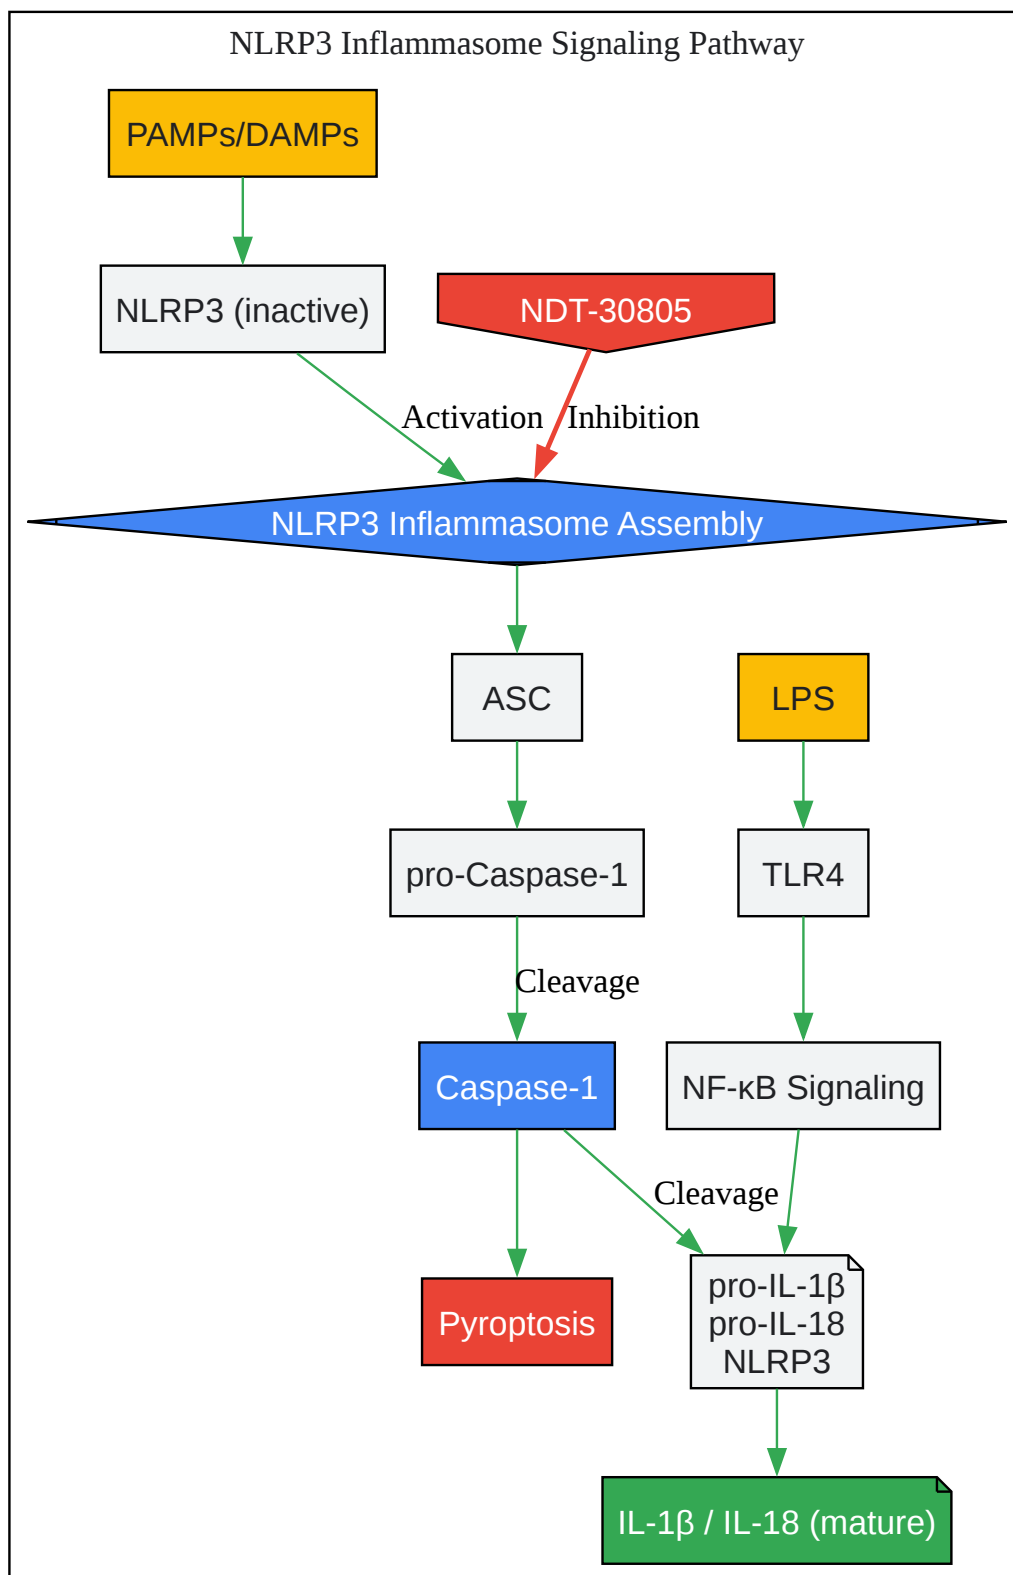 NLRP3 Inflammasome Signaling Pathway
PAMPs/DAMPs
NLRP3 (inactive)
NDT-30805
Activation
Inhibition
NLRP3 Inflammasome Assembly
ASC
LPS
pro-Caspase-1
TLR4
Cleavage
Caspase-1
NF-κB Signaling
Cleavage
Pyroptosis
pro-IL-1β
pro-IL-18
NLRP3
IL-1β / IL-18 (mature)